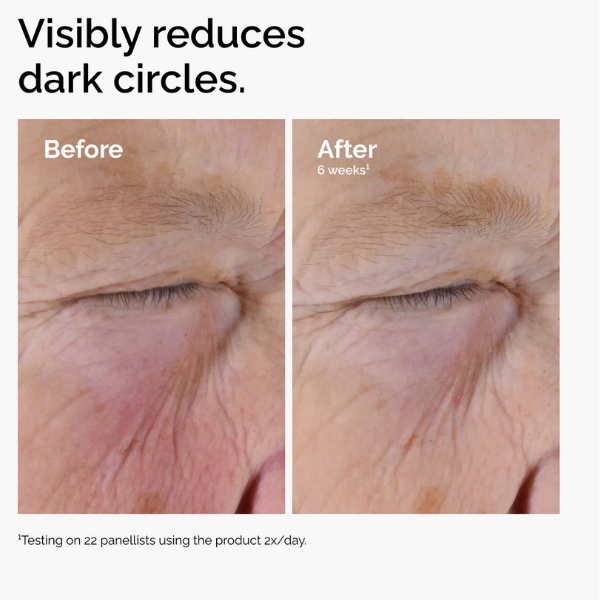 Visibly reduces
dark circles.
Before
After
6 weeks¹
¹Testing on 22 panellists using the product 2x/day.